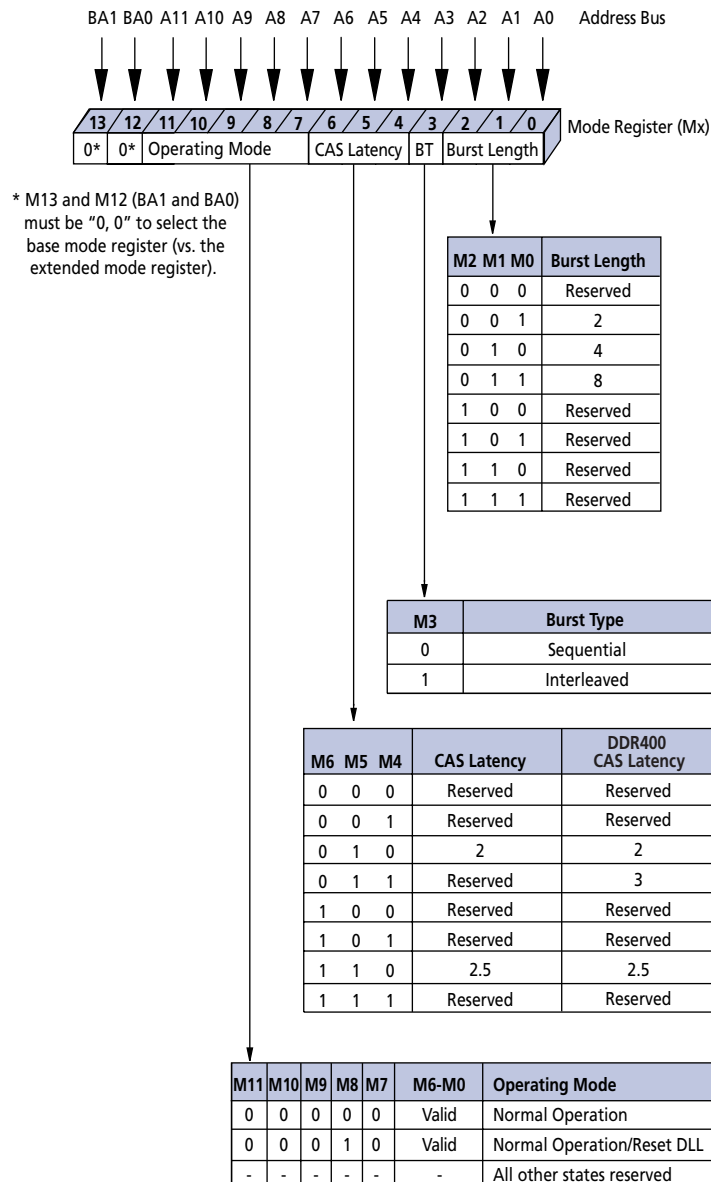 BA1 BA0 A11 A10 A9 A8 A7 A6 A5 A4 A3 A2 A1 A0 Address Bus
13 12 11 10 9 8 7 6 5 4 3 2 1 0 Mode Register (Mx)
0* 0* Operating Mode CAS Latency BT Burst Length
* M13 and M12 (BA1 and BA0)
must be “0, 0” to select the
base mode register (vs. the
extended mode register).
M2 M1 M0 Burst Length
0 0 0 Reserved
0 0 1 2
0 1 0 4
0 1 1 8
1 0 0 Reserved
1 0 1 Reserved
1 1 0 Reserved
1 1 1 Reserved
M3 Burst Type
0 Sequential
1 Interleaved
M6 M5 M4 CAS Latency DDR400 CAS Latency
0 0 0 Reserved Reserved
0 0 1 Reserved Reserved
0 1 0 2 2
0 1 1 Reserved 3
1 0 0 Reserved Reserved
1 0 1 Reserved Reserved
1 1 0 2.5 2.5
1 1 1 Reserved Reserved
M11 M10 M9 M8 M7 M6-M0 Operating Mode
0 0 0 0 0 Valid Normal Operation
0 0 0 1 0 Valid Normal Operation/Reset DLL
- - - - - - All other states reserved